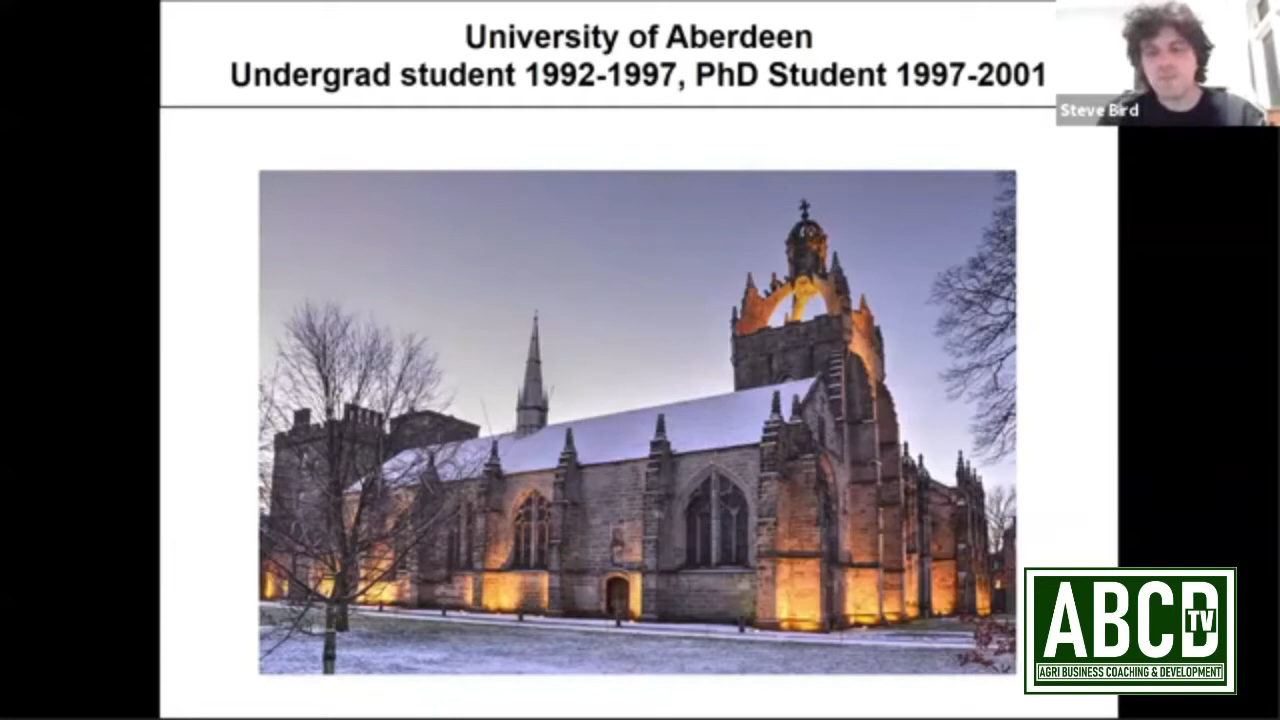 University of Aberdeen
Undergrad student 1992-1997, PhD Student 1997-2001
Steve Bird
ABCD
TV
AGRI BUSINESS COACHING & DEVELOPMENT